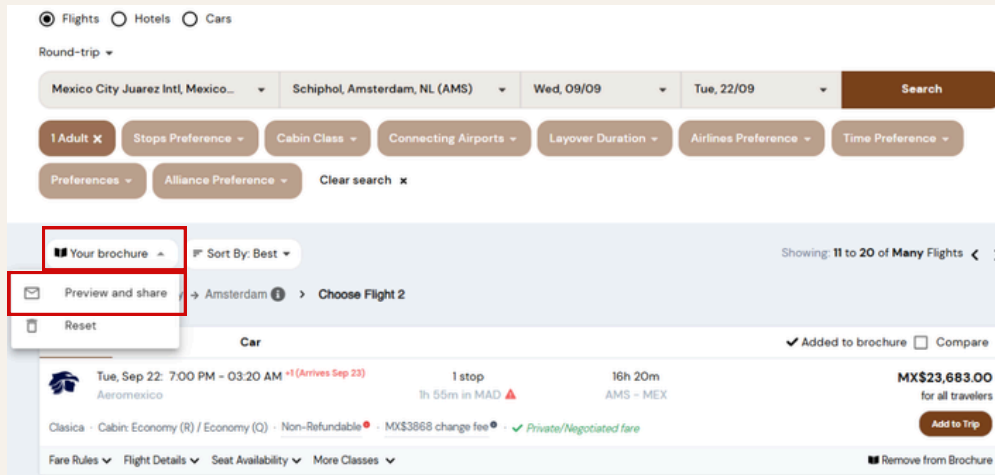 Flights Hotels Cars
Round-trip
Mexico City Juarez Intl, Mexico... Schiphol, Amsterdam, NL (AMS) Wed, 09/09 Tue, 22/09 Search
1 Adult x Stops Preference Cabin Class Connecting Airports Layover Duration Airlines Preference Time Preference
Preferences Alliance Preference Clear search x
Your brochure Sort By: Best Showing: 11 to 20 of Many Flights
Preview and share → Amsterdam > Choose Flight 2
Reset
Car Added to brochure Compare
Tue, Sep 22: 7:00 PM - 03:20 AM +1 (Arrives Sep 23) 1 stop 16h 20m MX$23,683.00
Aeromexico 1h 55m in MAD AMS - MEX for all travelers
Clasica · Cabin: Economy (R) / Economy (Q) · Non-Refundable · MX$3868 change fee · Private/Negotiated fare Add to Trip
Fare Rules Flight Details Seat Availability More Classes Remove from Brochure